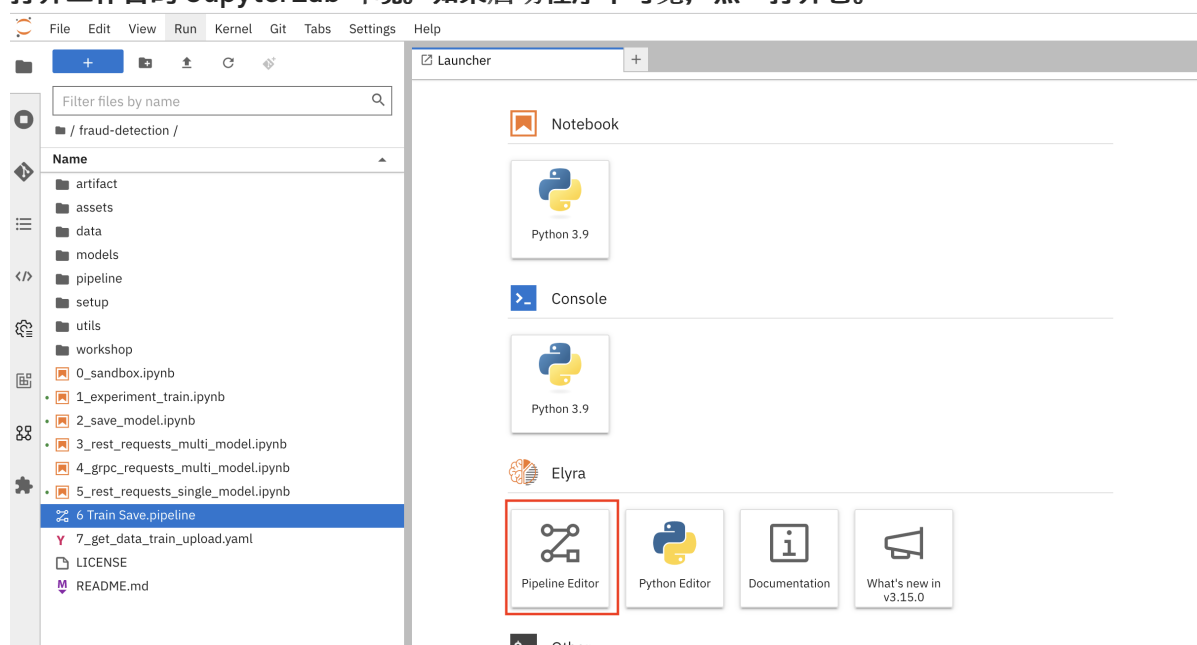 File Edit View Run Kernel Git Tabs Settings Help
Launcher
Filter files by name
/ fraud-detection /
Name
artifact
assets
data
models
pipeline
setup
utils
workshop
0_sandbox.ipynb
1_experiment_train.ipynb
2_save_model.ipynb
3_rest_requests_multi_model.ipynb
4_grpc_requests_multi_model.ipynb
5_rest_requests_single_model.ipynb
6 Train Save.pipeline
7_get_data_train_upload.yaml
LICENSE
README.md
Notebook
Python 3.9
Console
Python 3.9
Elyra
Pipeline Editor
Python Editor
Documentation
What's new in
v3.15.0